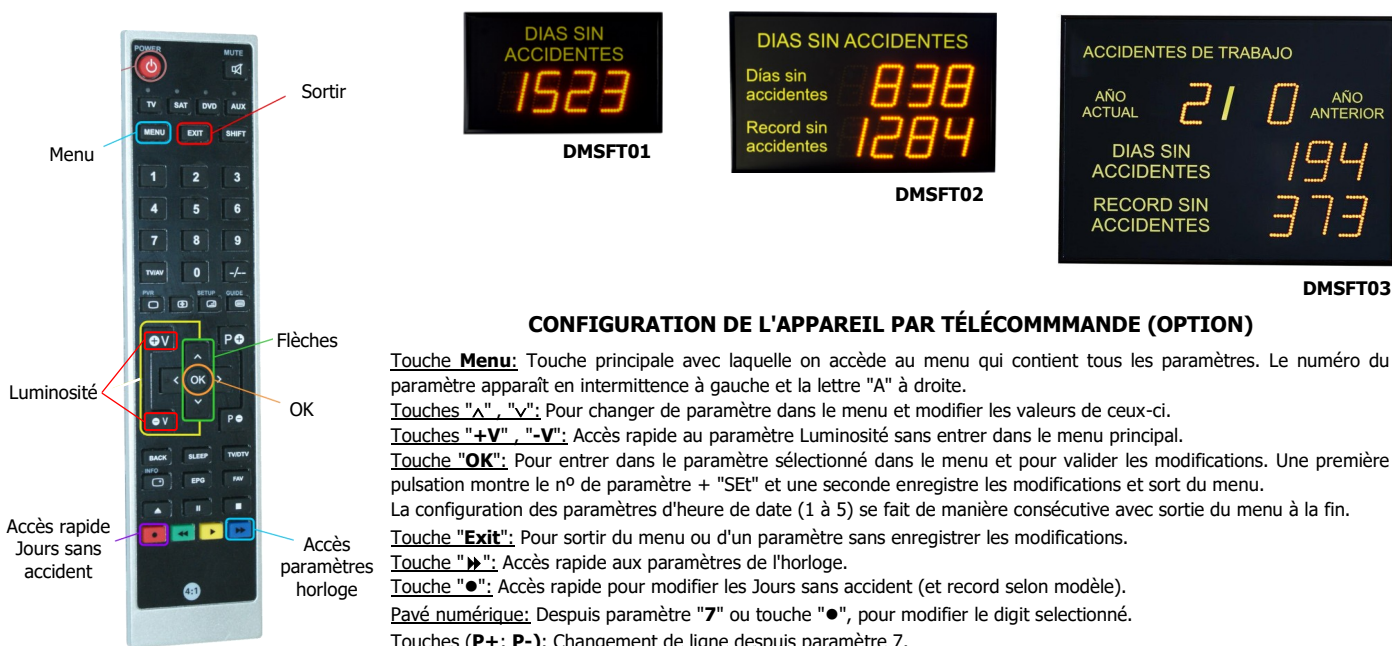 POWER
MUTE
TV SAT DVD AUX
MENU EXIT SHIFT
1 2 3
4 5 6
7 8 9
TV/AV 0 -/--
PVR SETUP GUIDE
+V P+
OK
-V P-
BACK SLEEP TV/DTV
INFO EPG FAV
4:1
Sortir
Menu
Flèches
Luminosité
OK
Accès rapide
Jours sans
accident
Accès
paramètres
horloge
DIAS SIN
ACCIDENTES
1523
DMSFT01
DIAS SIN ACCIDENTES
Días sin
accidentes 838
Record sin
accidentes 1284
DMSFT02
ACCIDENTES DE TRABAJO
AÑO
ACTUAL 2 / 0 AÑO
ANTERIOR
DIAS SIN
ACCIDENTES 194
RECORD SIN
ACCIDENTES 373
DMSFT03
CONFIGURATION DE L'APPAREIL PAR TÉLÉCOMMMANDE (OPTION)
Touche Menu: Touche principale avec laquelle on accède au menu qui contient tous les paramètres. Le numéro du
paramètre apparaît en intermittence à gauche et la lettre "A" à droite.
Touches "˄" , "˅": Pour changer de paramètre dans le menu et modifier les valeurs de ceux-ci.
Touches "+V" , "-V": Accès rapide au paramètre Luminosité sans entrer dans le menu principal.
Touche "OK": Pour entrer dans le paramètre sélectionné dans le menu et pour valider les modifications. Une première
pulsation montre le nº de paramètre + "SEt" et une seconde enregistre les modifications et sort du menu.
La configuration des paramètres d'heure de date (1 à 5) se fait de manière consécutive avec sortie du menu à la fin.
Touche "Exit": Pour sortir du menu ou d'un paramètre sans enregistrer les modifications.
Touche "⏩": Accès rapide aux paramètres de l'horloge.
Touche "●": Accès rapide pour modifier les Jours sans accident (et record selon modèle).
Pavé numérique: Despuis paramètre "7" ou touche "●", pour modifier le digit selectionné.
Touches (P+; P-): Changement de ligne despuis paramètre 7.